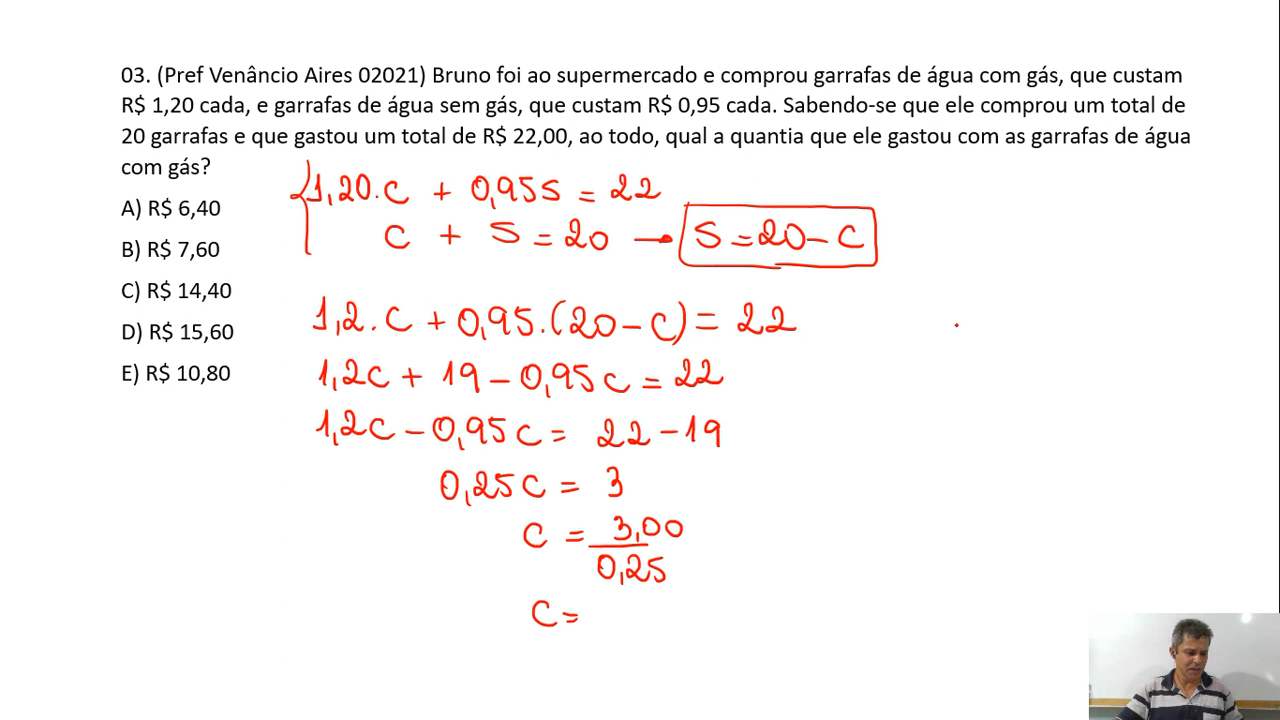 03. (Pref Venâncio Aires 02021) Bruno foi ao supermercado e comprou garrafas de água com gás, que custam
R$ 1,20 cada, e garrafas de água sem gás, que custam R$ 0,95 cada. Sabendo-se que ele comprou um total de
20 garrafas e que gastou um total de R$ 22,00, ao todo, qual a quantia que ele gastou com as garrafas de água
com gás?
A) R$ 6,40
B) R$ 7,60
C) R$ 14,40
D) R$ 15,60
E) R$ 10,80
1,20.C + 0,95S = 22
C + S = 20 → S = 20 - C
1,2.C + 0,95.(20 - C) = 22
1,2C + 19 - 0,95C = 22
1,2C - 0,95C = 22 - 19
0,25C = 3
C = 3,00
0,25
C =